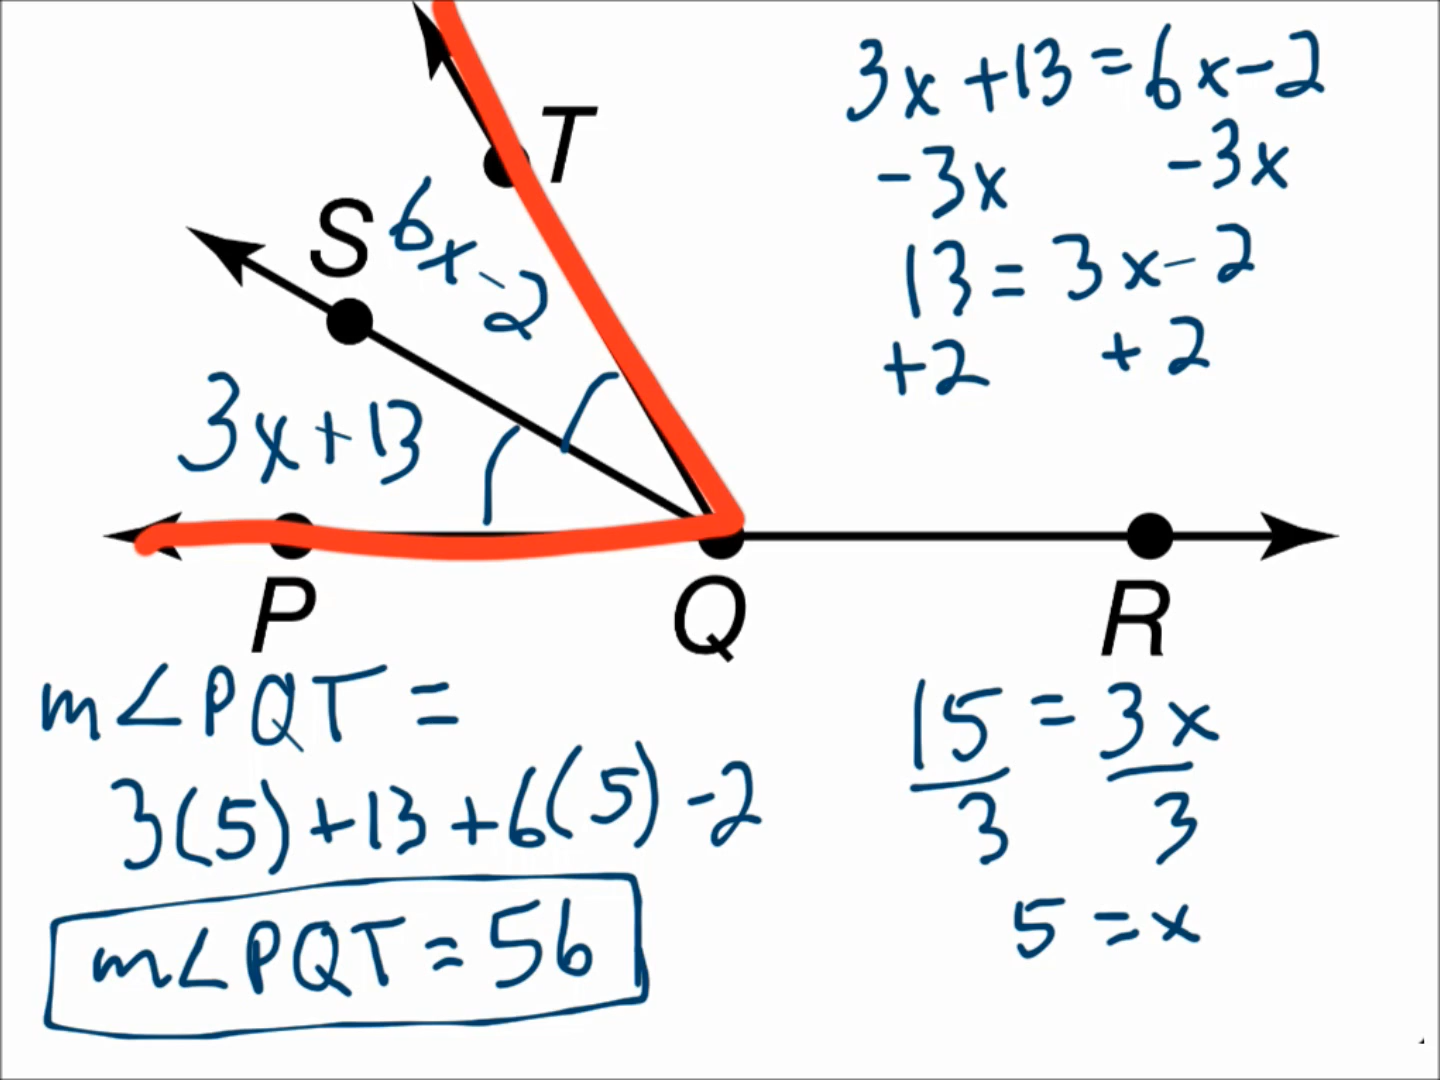 T
S
6x-2
3x+13
P Q R
3x+13=6x-2
-3x -3x
13=3x-2
+2 +2
15=3x
3 3
5=x
m∠PQT=
3(5)+13+6(5)-2
m∠PQT=56